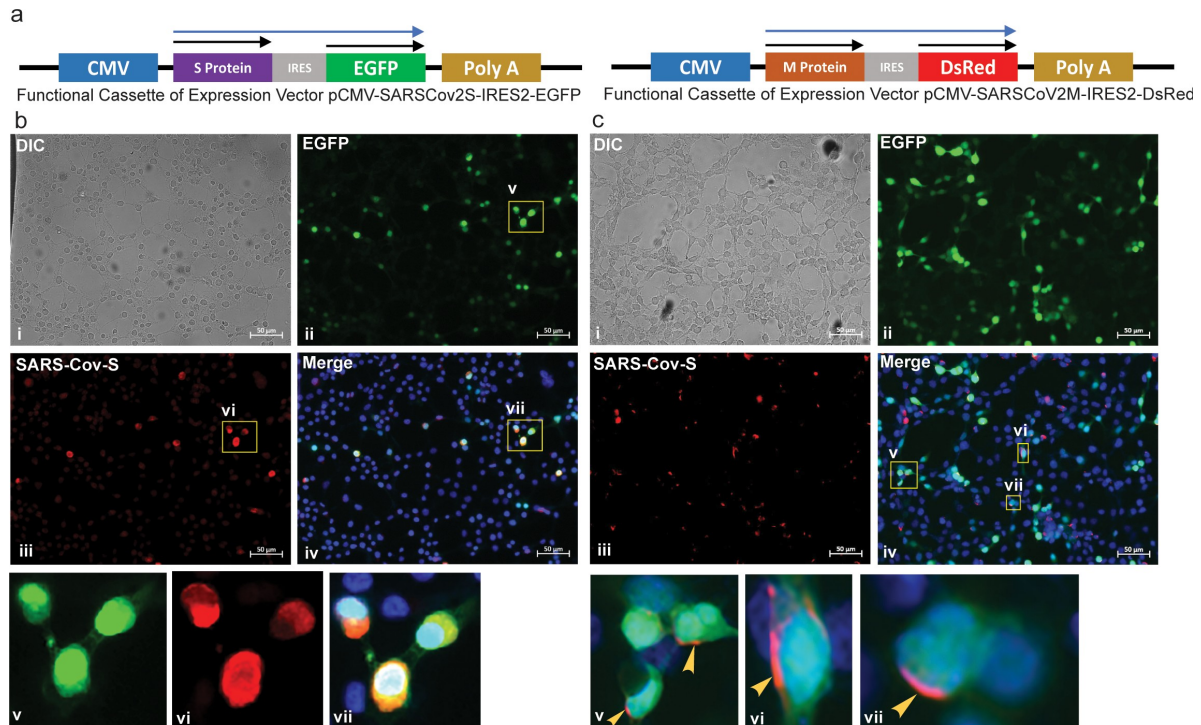 a
CMV S Protein IRES EGFP Poly A
Functional Cassette of Expression Vector pCMV-SARSCov2S-IRES2-EGFP
CMV M Protein IRES DsRed Poly A
Functional Cassette of Expression Vector pCMV-SARSCoV2M-IRES2-DsRed
b
DIC
50 µm
i
EGFP
v
50 µm
ii
SARS-Cov-S
vi
50 µm
iii
Merge
vii
50 µm
iv
v
vi
vii
c
DIC
50 µm
i
EGFP
50 µm
ii
SARS-Cov-S
50 µm
iii
Merge
v
vi
vii
50 µm
iv
v
vi
vii